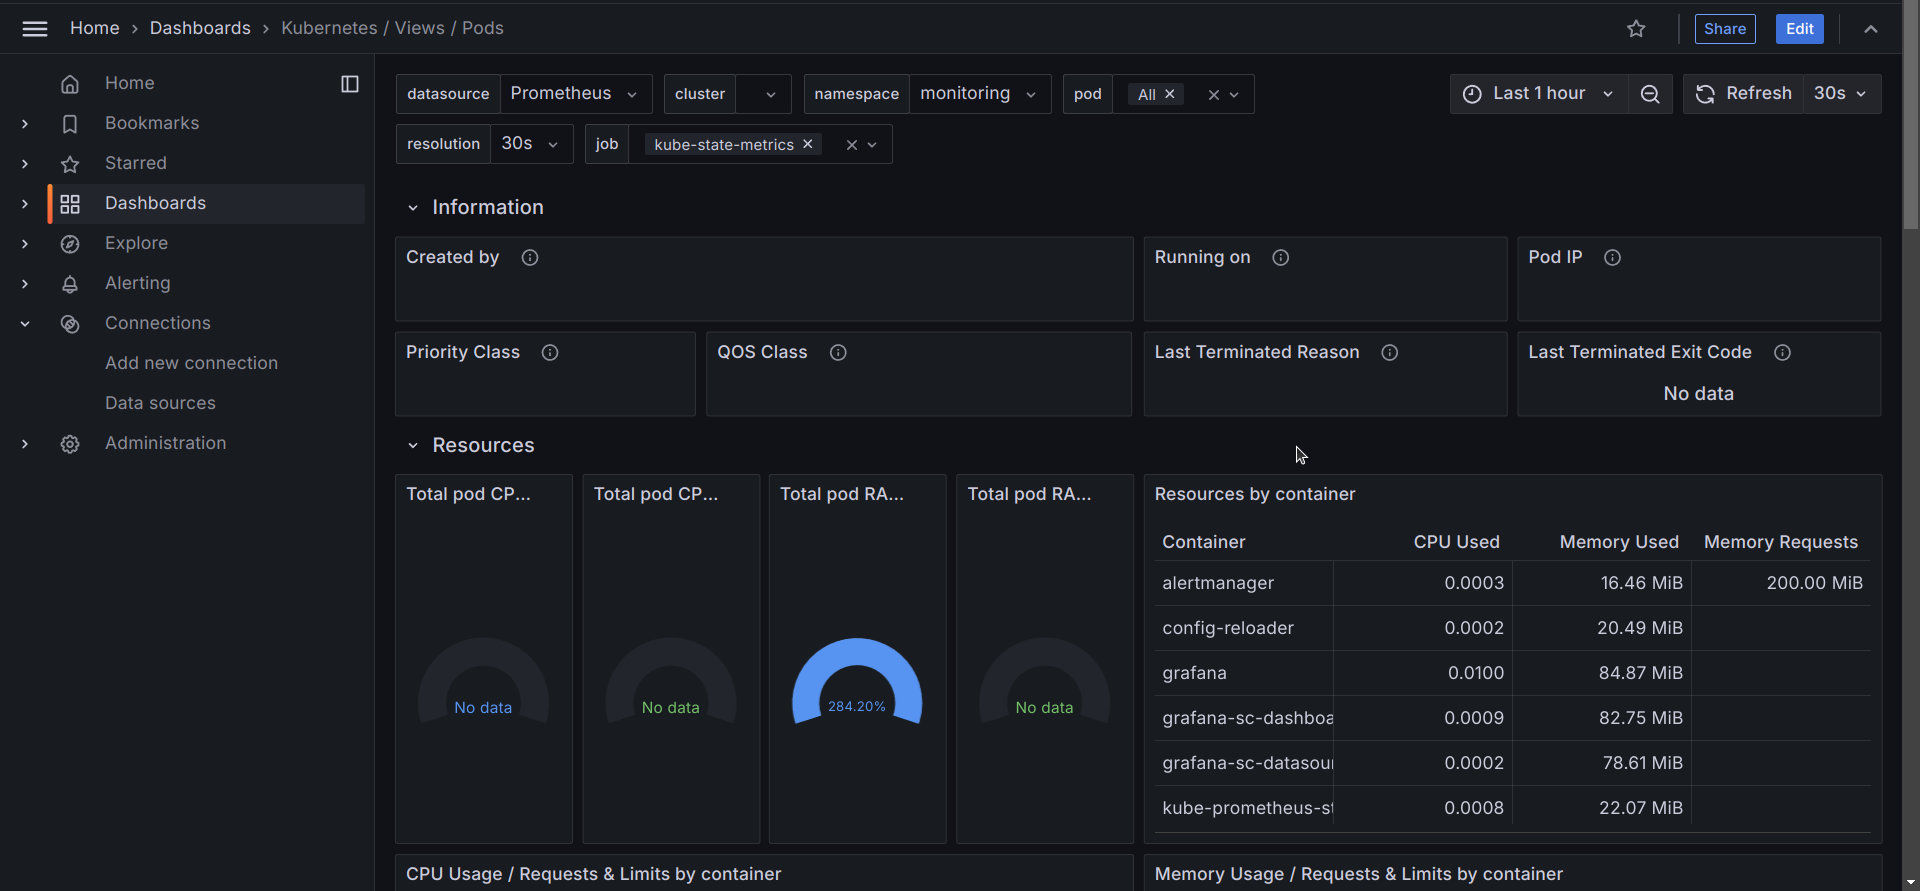 Home › Dashboards › Kubernetes / Views / Pods
Share
Edit
Home
Bookmarks
Starred
Dashboards
Explore
Alerting
Connections
Add new connection
Data sources
Administration
datasource Prometheus
cluster
namespace monitoring
pod All
Last 1 hour
Refresh 30s
resolution 30s
job kube-state-metrics
Information
Created by
Running on
Pod IP
Priority Class
QOS Class
Last Terminated Reason
Last Terminated Exit Code
No data
Resources
Total pod CP...
No data
Total pod CP...
No data
Total pod RA...
284.20%
Total pod RA...
No data
Resources by container
Container CPU Used Memory Used Memory Requests
alertmanager 0.0003 16.46 MiB 200.00 MiB
config-reloader 0.0002 20.49 MiB
grafana 0.0100 84.87 MiB
grafana-sc-dashboa 0.0009 82.75 MiB
grafana-sc-datasour 0.0002 78.61 MiB
kube-prometheus-st 0.0008 22.07 MiB
CPU Usage / Requests & Limits by container
Memory Usage / Requests & Limits by container